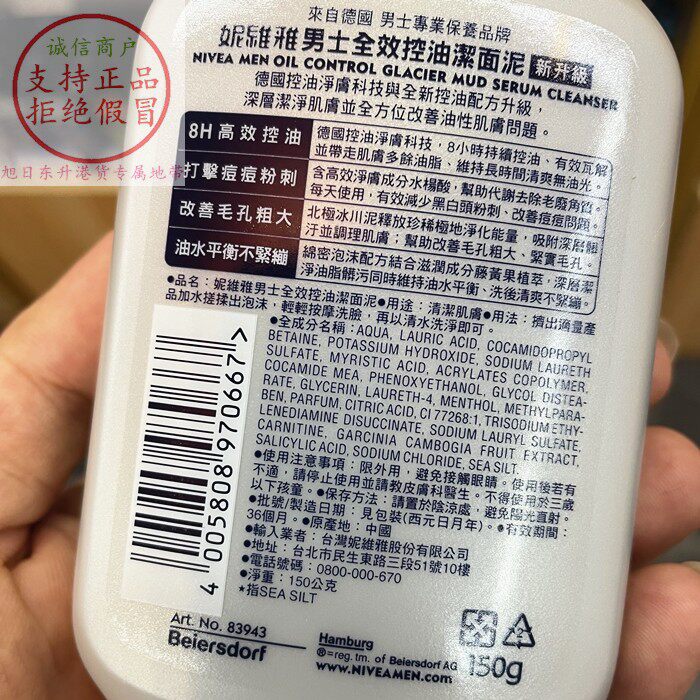 诚信商户
支持正品
拒绝假冒
旭日东升港货专属地带
來自德國 男士專業保養品牌
妮維雅男士全效控油潔面泥 新升級
NIVEA MEN OIL CONTROL GLACIER MUD SERUM CLEANSER
德國控油淨膚科技與全新控油配方升級，
深層潔淨肌膚並全方位改善油性肌膚問題。
8H高效控油
德國控油淨膚科技，8小時持續控油、有效瓦解
並帶走肌膚多餘油脂、維持長時間清爽無油光。
打擊痘痘粉刺
含高效淨膚成分水楊酸，幫助代謝去除老廢角質。
每天使用，有效減少黑白頭粉刺、改善痘痘問題。
改善毛孔粗大
北極冰川泥釋放珍稀極地淨化能量，吸附深層髒
汙並調理肌膚；幫助改善毛孔粗大、緊實毛孔。
油水平衡不緊繃
綿密泡沫配方結合滋潤成分藤黃果植萃，深層潔
淨油脂髒污同時維持油水平衡、洗後清爽不緊繃。
●品名：妮維雅男士全效控油潔面泥●用途：清潔肌膚●用法：擠出適量產
品加水搓揉出泡沫，輕輕按摩洗臉，再以清水洗淨即可。
●全成分名稱：AQUA, LAURIC ACID, COCAMIDOPROPYL
BETAINE, POTASSIUM HYDROXIDE, SODIUM LAURETH
SULFATE, MYRISTIC ACID, ACRYLATES COPOLYMER,
COCAMIDE MEA, PHENOXYETHANOL, GLYCOL DISTEA-
RATE, GLYCERIN, LAURETH-4, MENTHOL, METHYLPARA-
BEN, PARFUM, CITRIC ACID, CI 77268:1, TRISODIUM ETHY-
LENEDIAMINE DISUCCINATE, SODIUM LAURYL SULFATE,
CARNITINE, GARCINIA CAMBOGIA FRUIT EXTRACT,
SALICYLIC ACID, SODIUM CHLORIDE, SEA SILT.
●使用注意事項：限外用，避免接觸眼睛。使用後若有
不適，請停止使用並請教皮膚科醫生。不得使用於三歲
以下孩童。●保存方法：請置於陰涼處，避免陽光直射。
●批號/製造日期：見包裝(西元日月年)。●有效期間：
36個月。●原產地：中國
●輸入業者：台灣妮維雅股份有限公司
●地址：台北市民生東路三段51號10樓
●電話號碼：0800-000-670
●淨重：150公克
*指SEA SILT
4 005808 970667 >
Art. No. 83943
Beiersdorf
Hamburg
®=reg. tm. of Beiersdorf AG
www.NIVEAMEN.com
150g